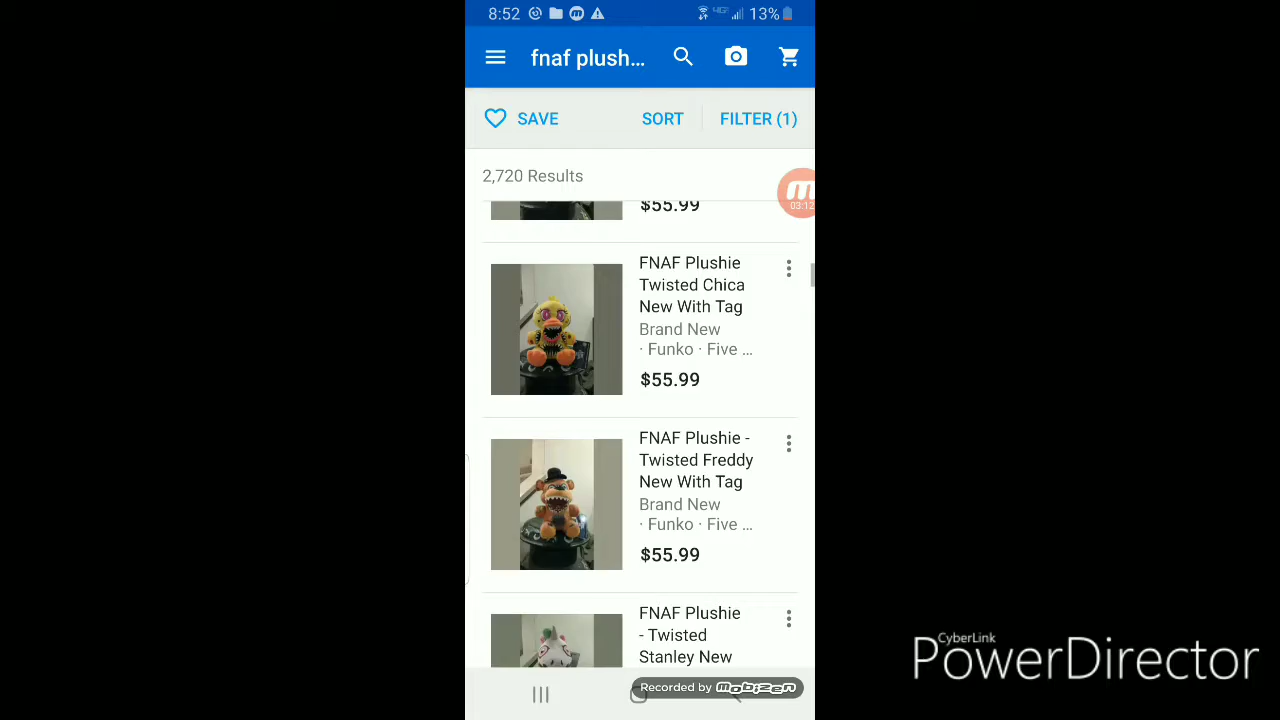 8:52
13%
fnaf plush...
SAVE
SORT
FILTER (1)
2,720 Results
03:12
$55.99
FNAF Plushie
Twisted Chica
New With Tag
Brand New
· Funko · Five ...
$55.99
FNAF Plushie -
Twisted Freddy
New With Tag
Brand New
· Funko · Five ...
$55.99
FNAF Plushie
- Twisted
Stanley New
Recorded by mobizen
CyberLink
PowerDirector